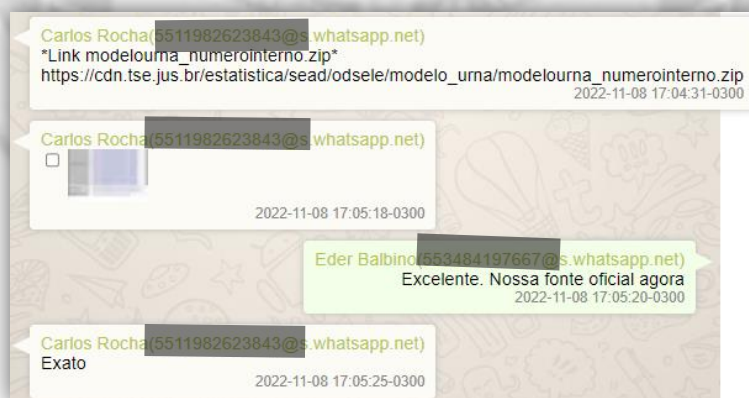 Carlos Rocha( s.whatsapp.net)
*Link modelourna_numerointerno.zip*
https://cdn.tse.jus.br/estatistica/sead/odsele/modelo_urna/modelourna_numerointerno.zip
2022-11-08 17:04:31-0300
Carlos Rocha( s.whatsapp.net)
2022-11-08 17:05:18-0300
Eder Balbino( s.whatsapp.net)
Excelente. Nossa fonte oficial agora
2022-11-08 17:05:20-0300
Carlos Rocha( s.whatsapp.net)
Exato
2022-11-08 17:05:25-0300